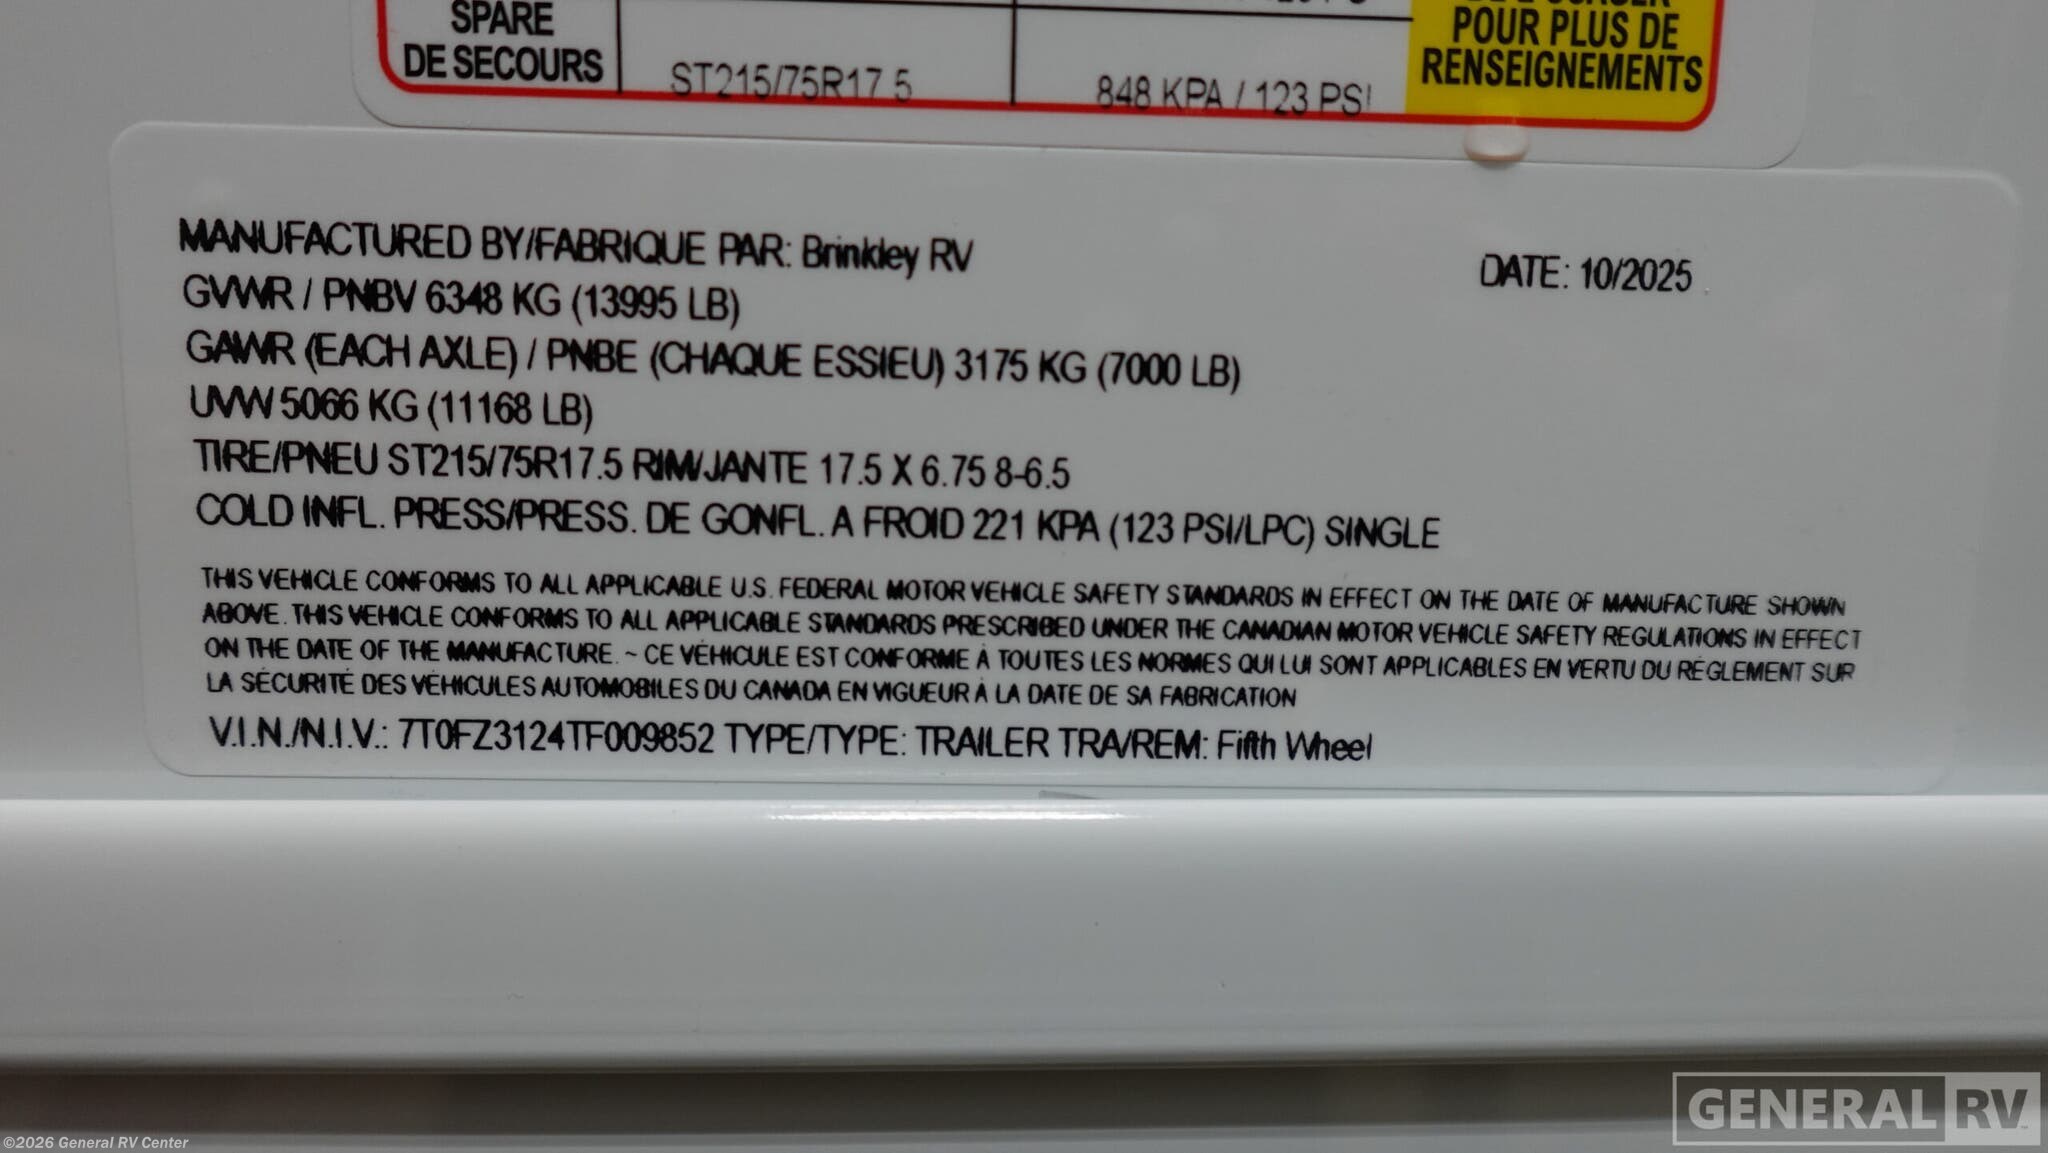 SPARE
DE SECOURS
ST215/75R17.5
848 KPA / 123 PSI
POUR PLUS DE
RENSEIGNEMENTS
MANUFACTURED BY/FABRIQUE PAR: Brinkley RV
DATE: 10/2025
GVWR / PNBV 6348 KG (13995 LB)
GAWR (EACH AXLE) / PNBE (CHAQUE ESSIEU) 3175 KG (7000 LB)
UVW 5066 KG (11168 LB)
TIRE/PNEU ST215/75R17.5 RIM/JANTE 17.5 X 6.75 8-6.5
COLD INFL. PRESS/PRESS. DE GONFL. A FROID 221 KPA (123 PSI/LPC) SINGLE
THIS VEHICLE CONFORMS TO ALL APPLICABLE U.S. FEDERAL MOTOR VEHICLE SAFETY STANDARDS IN EFFECT ON THE DATE OF MANUFACTURE SHOWN
ABOVE. THIS VEHICLE CONFORMS TO ALL APPLICABLE STANDARDS PRESCRIBED UNDER THE CANADIAN MOTOR VEHICLE SAFETY REGULATIONS IN EFFECT
ON THE DATE OF THE MANUFACTURE. ~ CE VÉHICULE EST CONFORME À TOUTES LES NORMES QUI LUI SONT APPLICABLES EN VERTU DU RÈGLEMENT SUR
LA SÉCURITÉ DES VÉHICULES AUTOMOBILES DU CANADA EN VIGUEUR À LA DATE DE SA FABRICATION
V.I.N./N.I.V.: 7T0FZ3124TF009852 TYPE/TYPE: TRAILER TRA/REM: Fifth Wheel
GENERAL RV
©2026 General RV Center